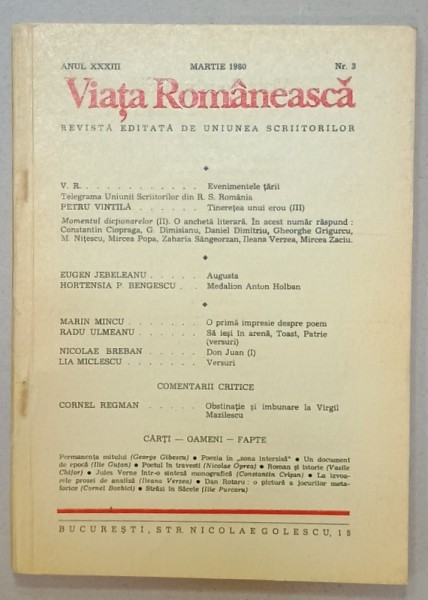 ANUL XXXIII MARTIE 1980 Nr. 3
Viața Românească
REVISTĂ EDITATĂ DE UNIUNEA SCRIITORILOR
V. R. . . . . . . . . . . . Evenimentele țării
Telegrama Uniunii Scriitorilor din R. S. România
PETRU VINTILĂ . . . . . . Tinerețea unui erou (III)
Momentul dicționarelor (II). O anchetă literară. În acest număr răspund :
Constantin Ciopraga, G. Dimisianu, Daniel Dimitriu, Gheorghe Grigurcu,
M. Nițescu, Mircea Popa, Zaharia Sângeorzan, Ileana Verzea, Mircea Zaciu.
EUGEN JEBELEANU . . . . . Augusta
HORTENSIA P. BENGESCU . . Medalion Anton Holban
MARIN MINCU . . . . . . O primă impresie despre poem
RADU ULMEANU . . . . . Să ieși în arenă, Toast, Patrie
(versuri)
NICOLAE BREBAN . . . . . Don Juan (I)
LIA MICLESCU . . . . . . Versuri
COMENTARII CRITICE
CORNEL REGMAN . . . . . Obstinație și îmbunare la Virgil
Mazilescu
CĂRȚI — OAMENI — FAPTE
Permanența mitului (George Gibescu) • Poezia în „zona interzisă" • Un document
de epocă (Ilie Guțan) • Poetul în travesti (Nicolae Oprea) • Roman și istorie (Vasile
Chifor) • Jules Verne într-o sinteză monografică (Constantin Crișan) • La izvoa-
rele prozei de analiză (Ileana Verzea) • Dan Rotaru : o pictură a jocurilor meta-
forice (Cornel Bozbici) • Străzi în Săcele (Ilie Purcaru)
BUCUREȘTI, STR. NICOLAE GOLESCU, 15